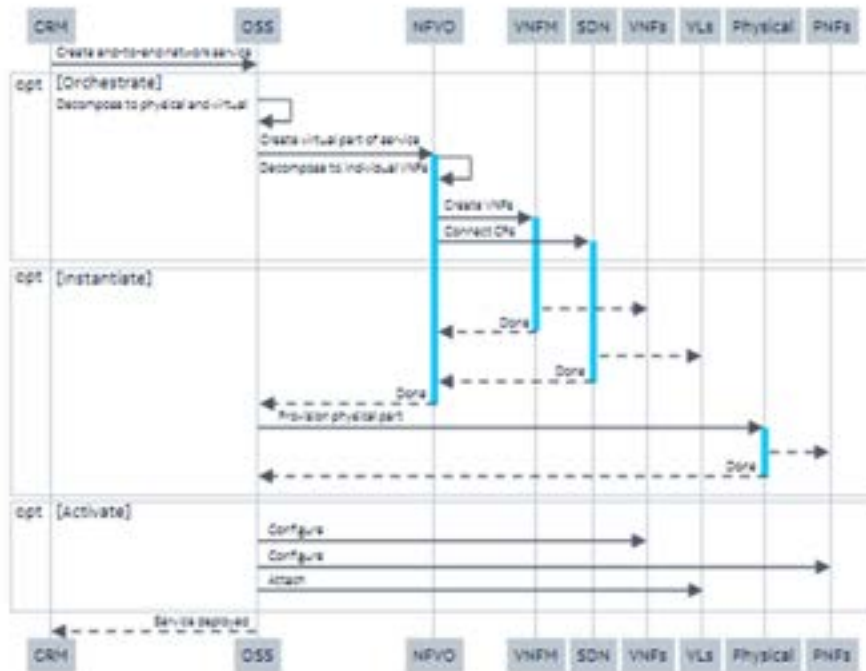 CRM OSS NFVO VNFM SDN VNFs VLs Physical PNFs
Create end-to-end network service
opt [Orchestrate]
Decompose to physical and virtual
Create virtual part of service
Decompose to individual VNFs
Create VNFs
Connect CPs
opt [Instantiate]
Done
Done
Done
Provision physical part
Done
opt [Activate]
Configure
Configure
Attach
Service deployed
CRM OSS NFVO VNFM SDN VNFs VLs Physical PNFs